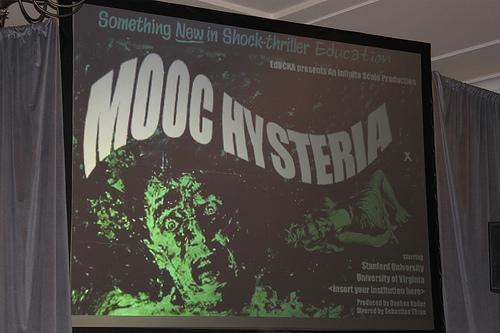 Something New in Shock-thriller Education
EdUCKA presents An Infinite Scale Production
MOOC HYSTERIA
X
starring
Stanford University
University of Virginia
<insert your institution here>
Produced by Daphne Koller
Directed by Sebastian Thrun